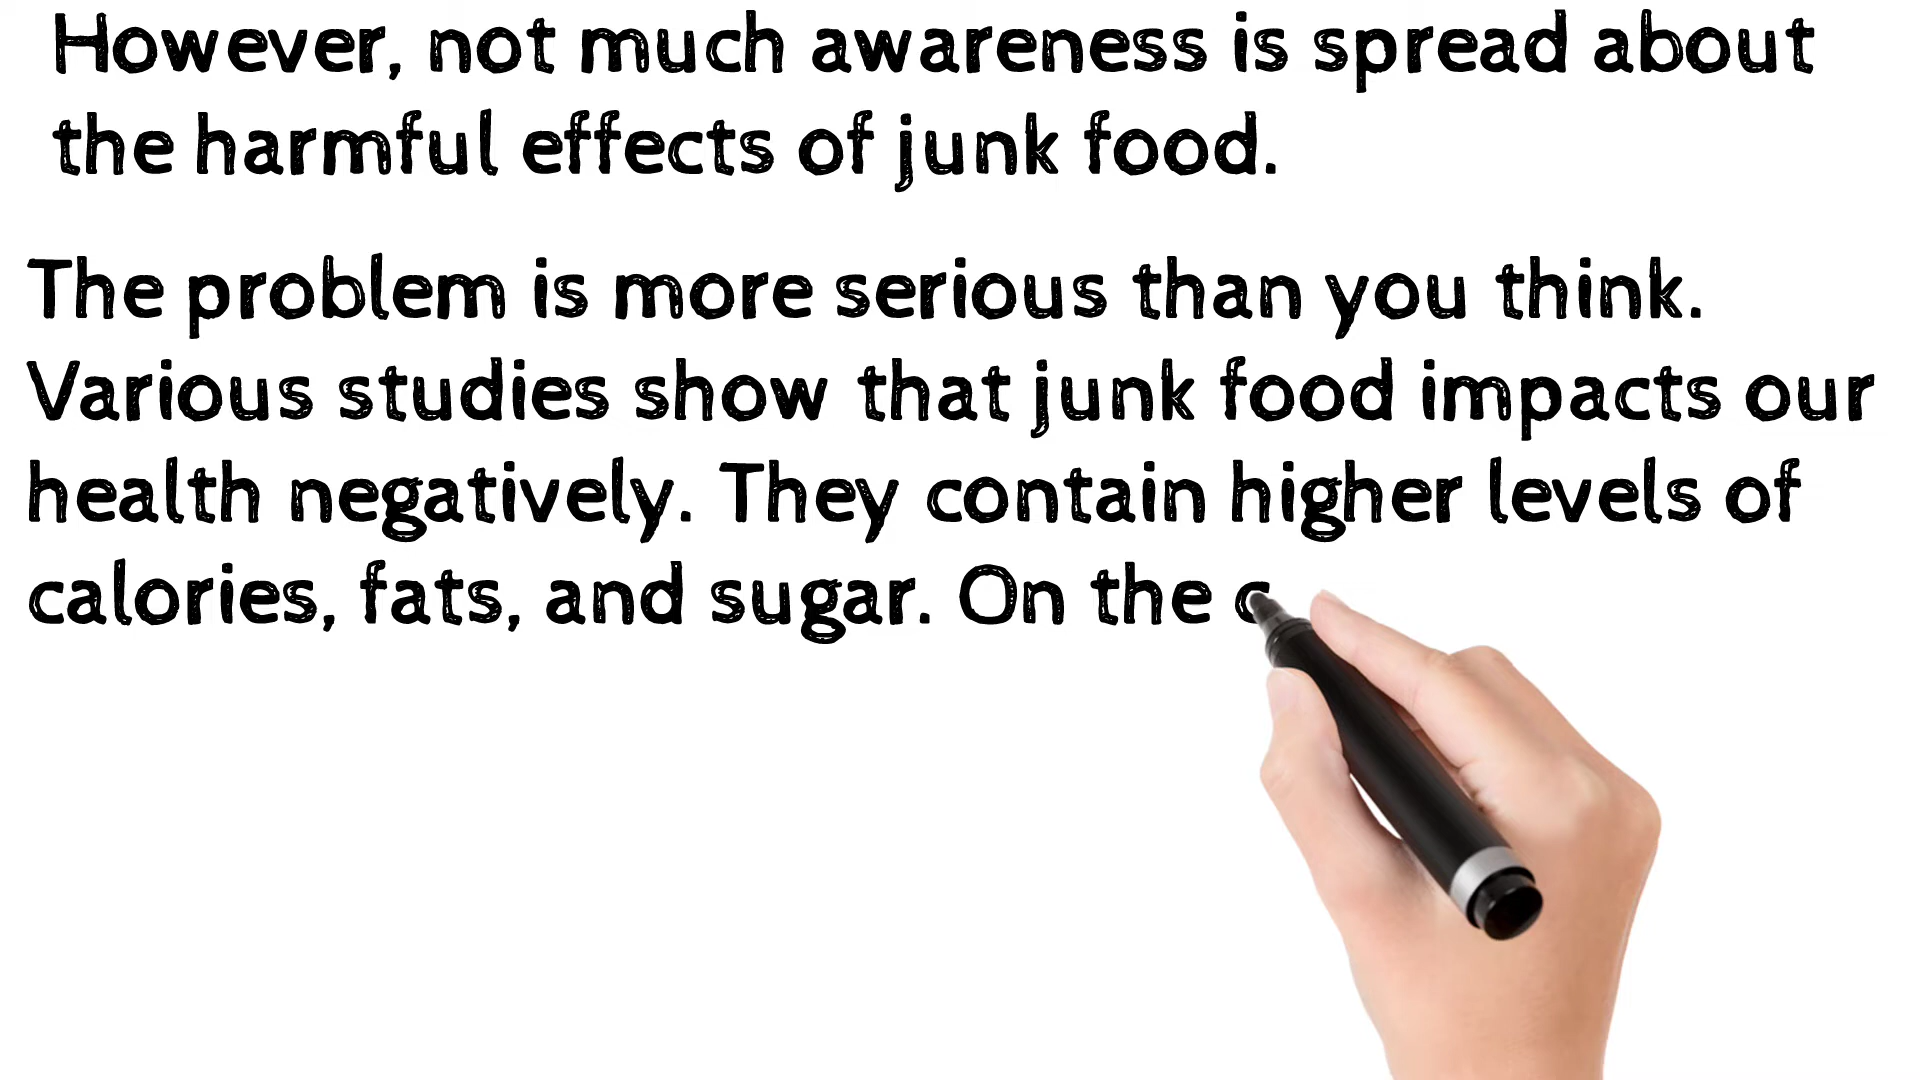 However, not much awareness is spread about
the harmful effects of junk food.
The problem is more serious than you think.
Various studies show that junk food impacts our
health negatively. They contain higher levels of
calories, fats, and sugar. On the c